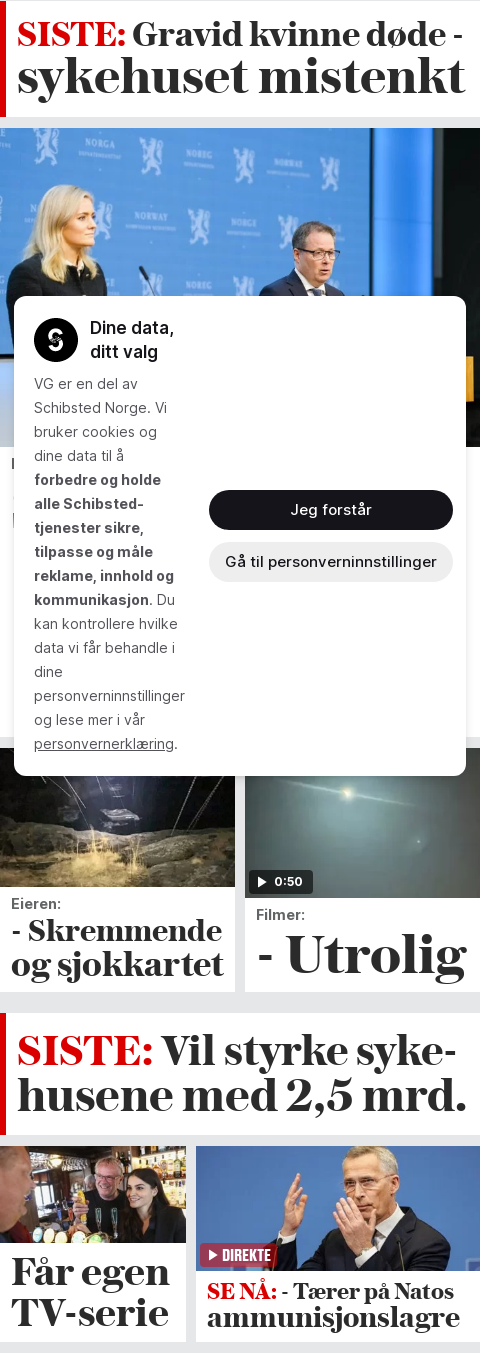 SISTE: Gravid kvinne døde -
sykehuset mistenkt
NORGA
NOREG
NORWAY
NORGE
Dine data,
ditt valg
VG er en del av
Schibsted Norge. Vi
bruker cookies og
dine data til å
forbedre og holde
alle Schibsted-
tjenester sikre,
tilpasse og måle
reklame, innhold og
kommunikasjon. Du
kan kontrollere hvilke
data vi får behandle i
dine
personverninnstillinger
og lese mer i vår
personvernerklæring.
Jeg forstår
Gå til personverninnstillinger
0:50
Eieren:
- Skremmende
og sjokkartet
Filmer:
- Utrolig
SISTE: Vil styrke syke-
husene med 2,5 mrd.
Får egen
TV-serie
DIREKTE
SE NÅ: - Tærer på Natos
ammunisjonslagre